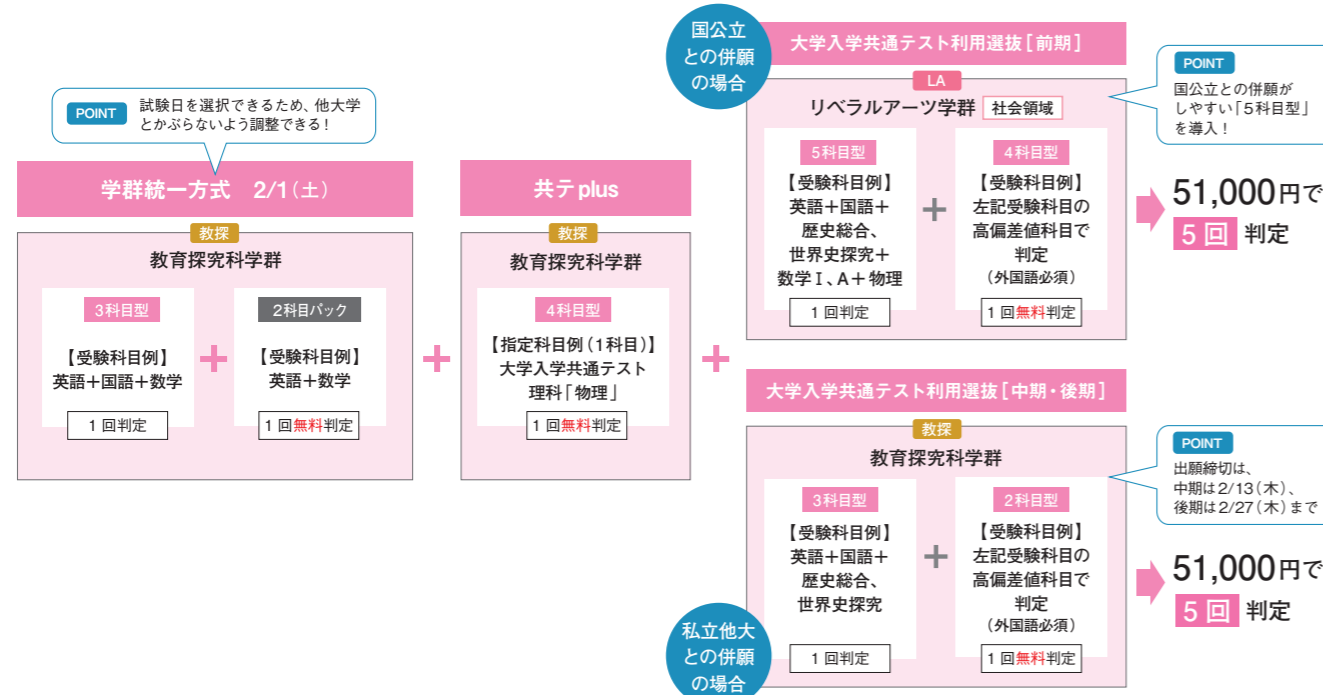 POINT
試験日を選択できるため、他大学
とかぶらないよう調整できる！
学群統一方式 2/1（土）
教探
教育探究科学群
3科目型
【受験科目例】
英語＋国語＋数学
1回判定
+
2科目パック
【受験科目例】
英語＋数学
1回無料判定
+
共テplus
教探
教育探究科学群
4科目型
【指定科目例（1科目）】
大学入学共通テスト
理科「物理」
1回無料判定
+
国公立
との併願
の場合
大学入学共通テスト利用選抜［前期］
LA
リベラルアーツ学群 社会領域
5科目型
【受験科目例】
英語＋国語＋
歴史総合、
世界史探究＋
数学Ⅰ、A＋物理
1回判定
+
4科目型
【受験科目例】
左記受験科目の
高偏差値科目で
判定
（外国語必須）
1回無料判定
POINT
国公立との併願が
しやすい「5科目型」
を導入！
51,000円で
5回 判定
大学入学共通テスト利用選抜［中期・後期］
教探
教育探究科学群
3科目型
【受験科目例】
英語＋国語＋
歴史総合、
世界史探究
1回判定
+
2科目型
【受験科目例】
左記受験科目の
高偏差値科目で
判定
（外国語必須）
1回無料判定
私立他大
との併願
の場合
POINT
出願締切は、
中期は2/13（木）、
後期は2/27（木）まで
51,000円で
5回 判定